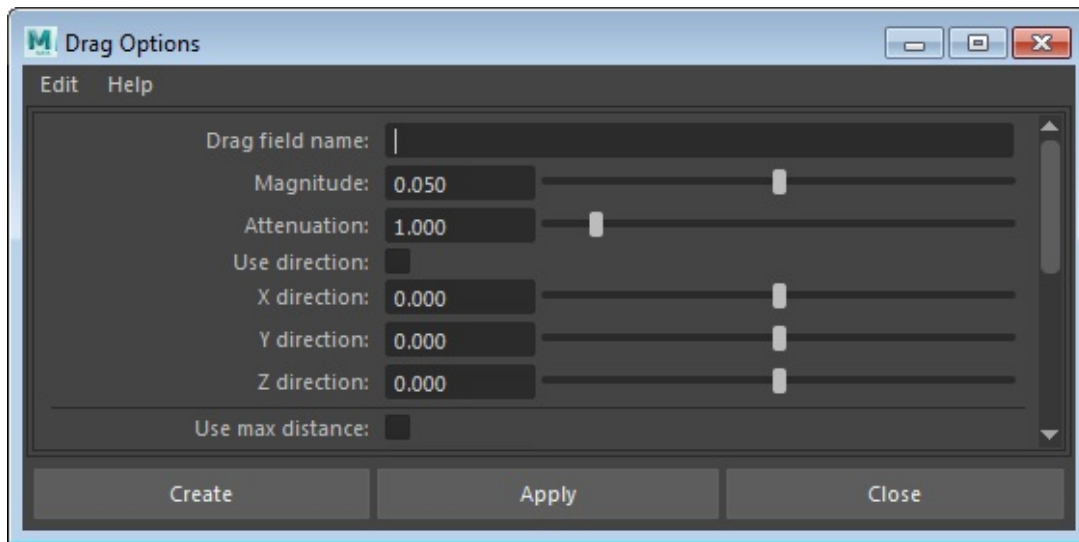 Drag Options
Edit Help
Drag field name:
Magnitude: 0.050
Attenuation: 1.000
Use direction:
X direction: 0.000
Y direction: 0.000
Z direction: 0.000
Use max distance:
Create Apply Close